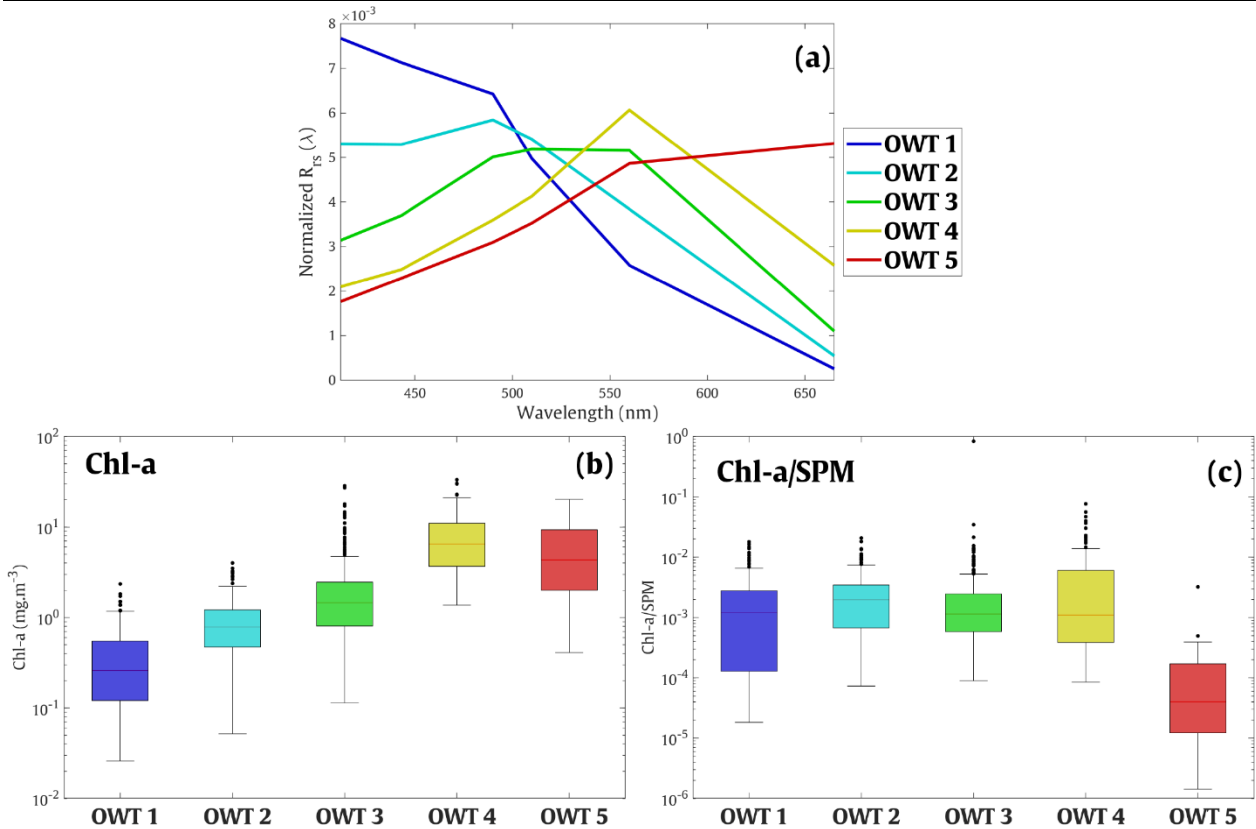 ×10⁻³
8
7
6
5
4
3
2
1
0
Normalized Rrs (λ)
450 500 550 600 650
Wavelength (nm)
(a)
OWT 1
OWT 2
OWT 3
OWT 4
OWT 5
Chl-a
(b)
10²
10¹
10⁰
10⁻¹
10⁻²
Chl-a (mg.m⁻³)
OWT 1 OWT 2 OWT 3 OWT 4 OWT 5
Chl-a/SPM
(c)
10⁰
10⁻¹
10⁻²
10⁻³
10⁻⁴
10⁻⁵
10⁻⁶
Chl-a/SPM
OWT 1 OWT 2 OWT 3 OWT 4 OWT 5